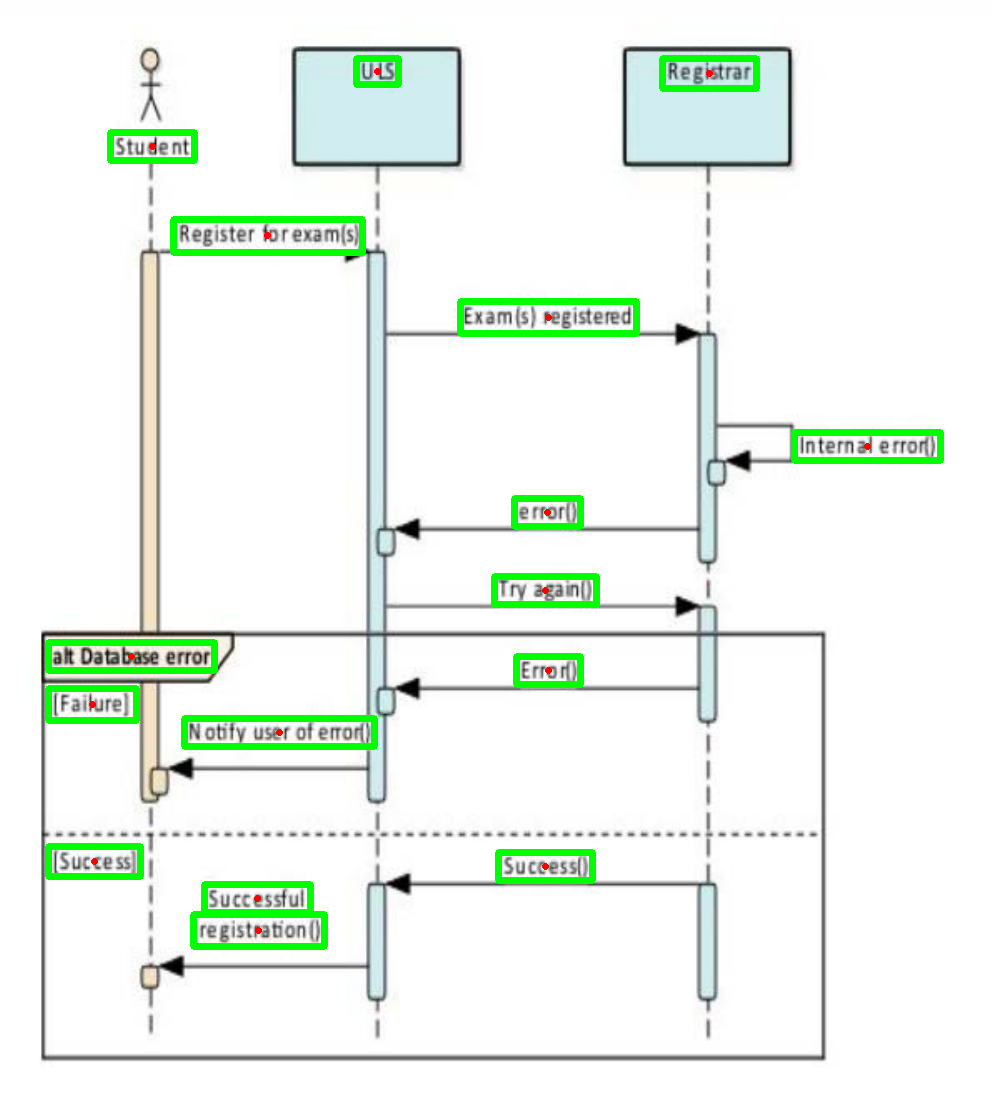 U-IS
Registrar
Student
Register for exam(s)
Exam(s) registered
Internal error()
error()
Try again()
alt Database error
Error()
[Failure]
Notify user of error()
[Success]
Success()
Successful
registration()